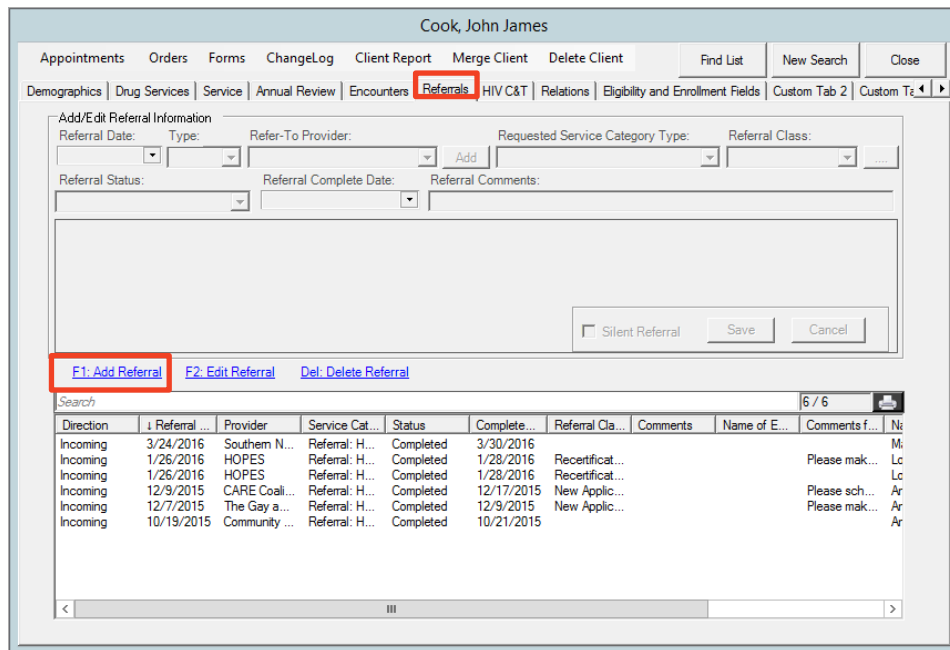 Cook, John James
Appointments Orders Forms ChangeLog Client Report Merge Client Delete Client Find List New Search Close
Demographics Drug Services Service Annual Review Encounters Referrals HIV C&T Relations Eligibility and Enrollment Fields Custom Tab 2 Custom Ta
Add/Edit Referral Information
Referral Date: Type: Refer-To Provider: Requested Service Category Type: Referral Class:
Add ....
Referral Status: Referral Complete Date: Referral Comments:
Silent Referral Save Cancel
F1: Add Referral F2: Edit Referral Del: Delete Referral
Search 6 / 6
Direction ↓ Referral ... Provider Service Cat... Status Complete... Referral Cla... Comments Name of E... Comments f... Na
Incoming 3/24/2016 Southern N... Referral: H... Completed 3/30/2016 Ma
Incoming 1/26/2016 HOPES Referral: H... Completed 1/28/2016 Recertificat... Please mak... Lo
Incoming 1/26/2016 HOPES Referral: H... Completed 1/28/2016 Recertificat... Lo
Incoming 12/9/2015 CARE Coali... Referral: H... Completed 12/17/2015 New Applic... Please sch... Ar
Incoming 12/7/2015 The Gay a... Referral: H... Completed 12/9/2015 New Applic... Please mak... Ar
Incoming 10/19/2015 Community ... Referral: H... Completed 10/21/2015 Ar